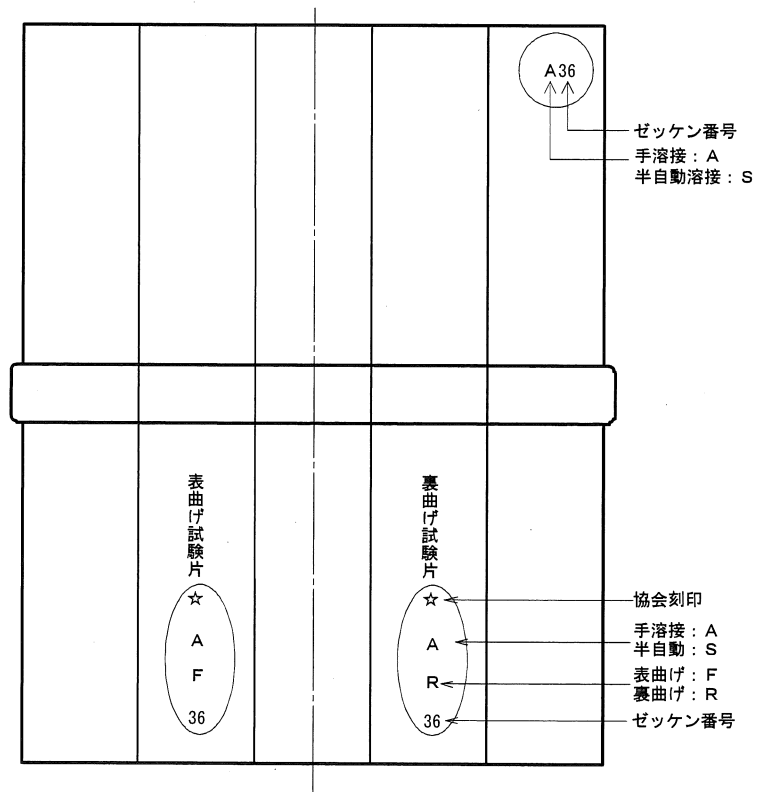 A36
ゼッケン番号
手溶接：A
半自動溶接：S
表曲げ試験片
☆
A
F
36
裏曲げ試験片
☆
A
R
36
協会刻印
手溶接：A
半自動：S
表曲げ：F
裏曲げ：R
ゼッケン番号